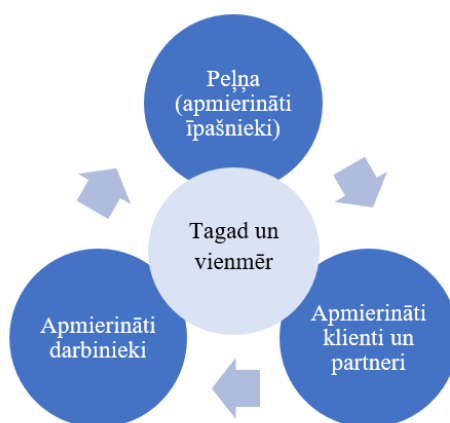 Peļņa
(apmierināti
īpašnieki)
Tagad un
vienmēr
Apmierināti
darbinieki
Apmierināti
klienti un
partneri